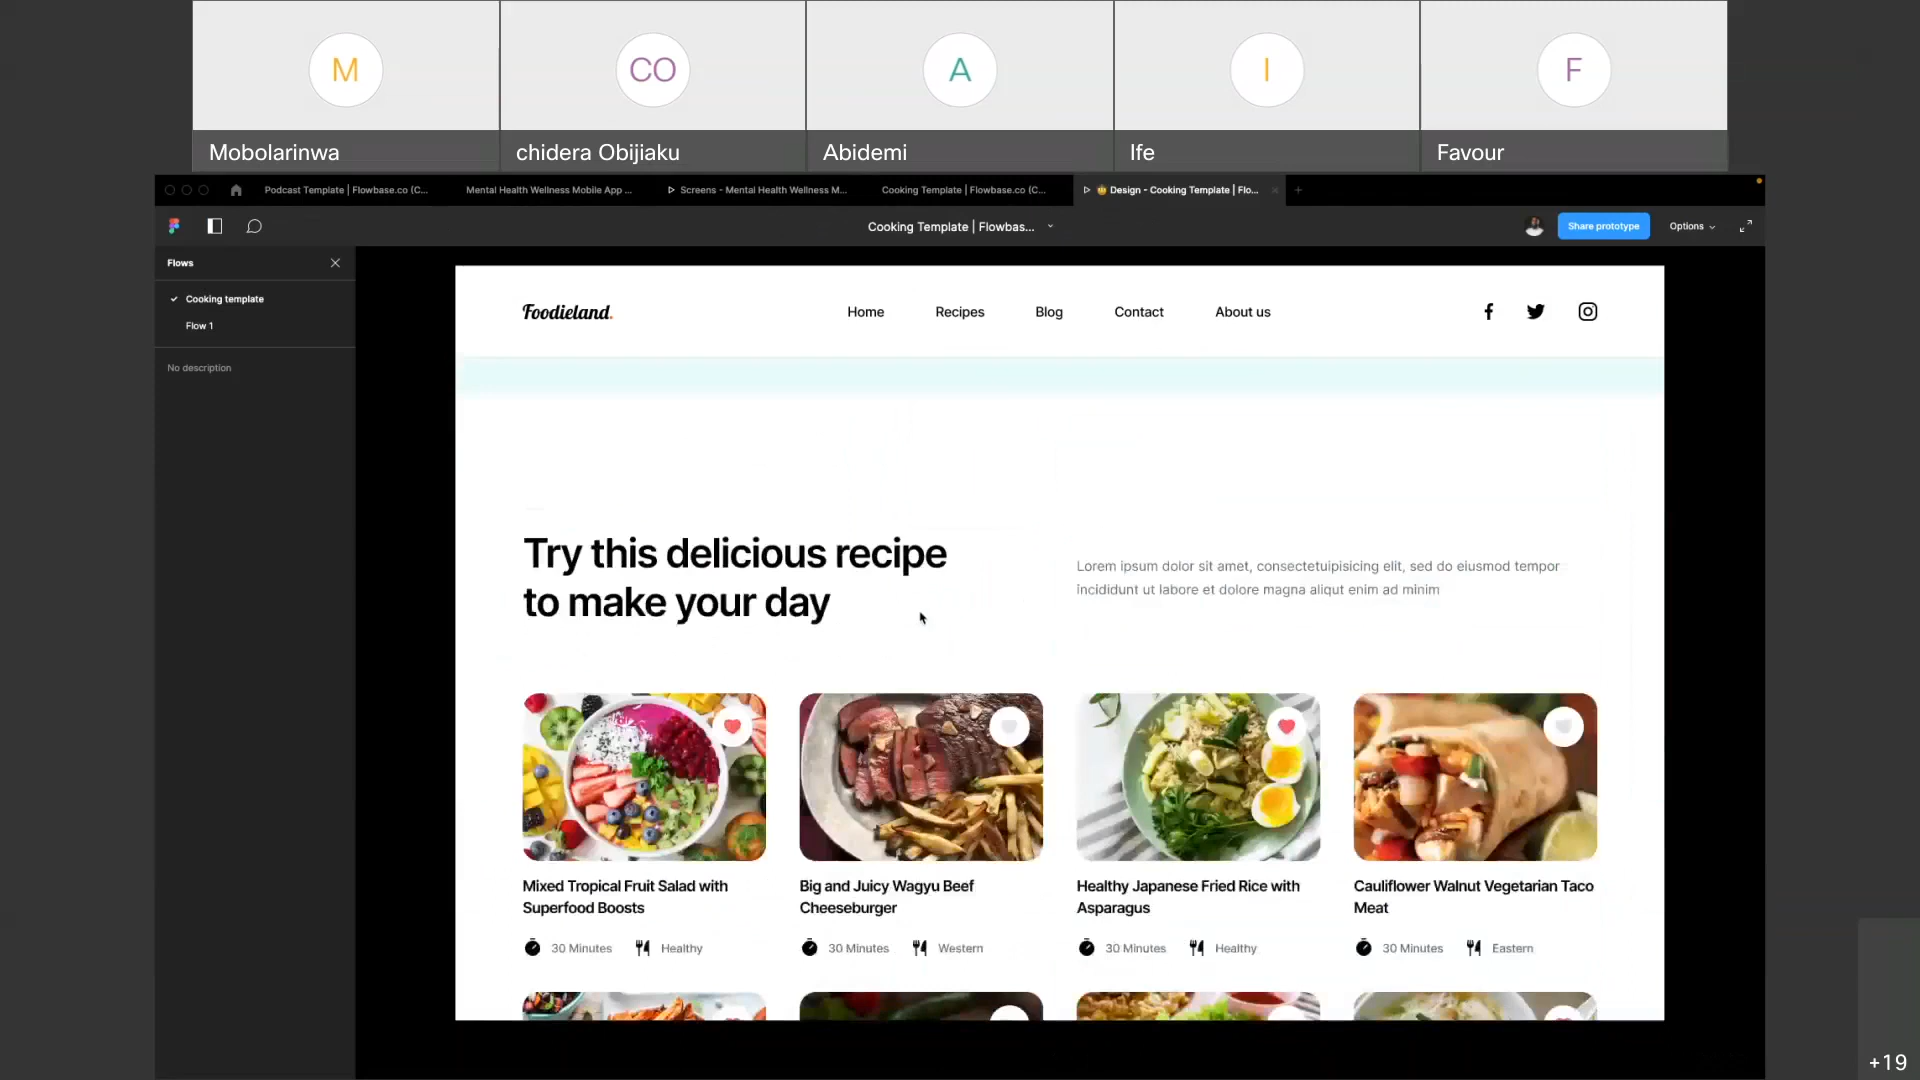 M
CO
A
I
F
Mobolarinwa
chidera Obijiaku
Abidemi
Ife
Favour
Podcast Template | Flowbase.co (C...
Mental Health Wellness Mobile App ...
Screens - Mental Health Wellness M...
Cooking Template | Flowbase.co (C...
Design - Cooking Template | Flo...
Cooking Template | Flowbas...
Share prototype
Options
Flows
Cooking template
Flow 1
No description
Foodieland.
Home
Recipes
Blog
Contact
About us
Try this delicious recipe
to make your day
Lorem ipsum dolor sit amet, consectetuipisicing elit, sed do eiusmod tempor
incididunt ut labore et dolore magna aliqut enim ad minim
Mixed Tropical Fruit Salad with
Superfood Boosts
30 Minutes
Healthy
Big and Juicy Wagyu Beef
Cheeseburger
30 Minutes
Western
Healthy Japanese Fried Rice with
Asparagus
30 Minutes
Healthy
Cauliflower Walnut Vegetarian Taco
Meat
30 Minutes
Eastern
+19